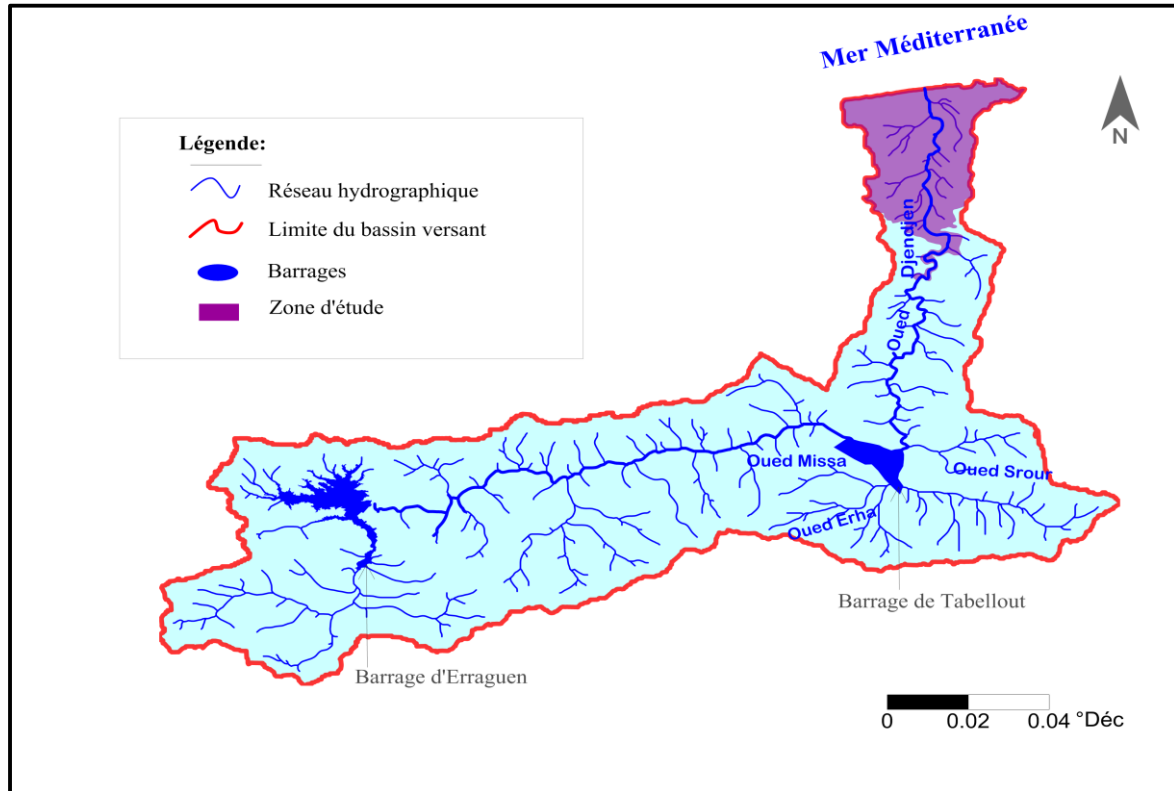 Mer Méditerranée
N
Légende:
Réseau hydrographique
Limite du bassin versant
Barrages
Zone d'étude
Oued Djendjen
Oued Missa
Oued Srour
Oued Erha
Barrage de Tabellout
Barrage d'Erraguen
0 0.02 0.04 °Déc